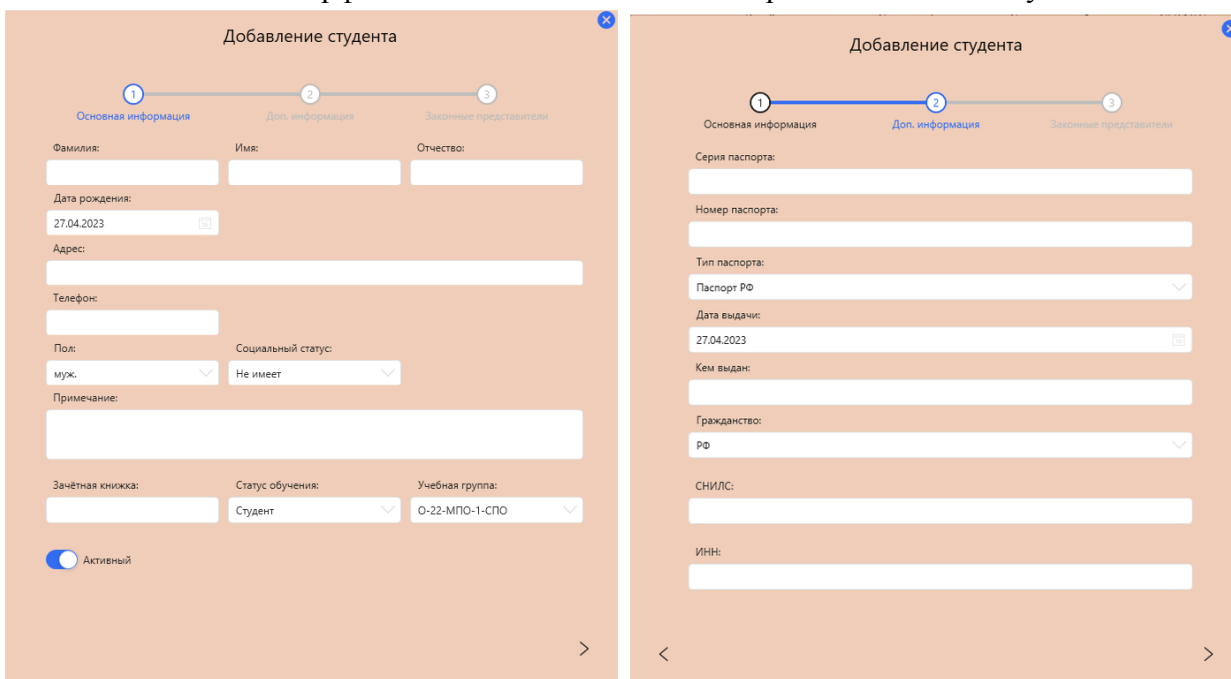 Добавление студента
1 2 3
Основная информация Доп. информация Законные представители
Фамилия: Имя: Отчество:
Дата рождения:
27.04.2023
Адрес:
Телефон:
Пол: Социальный статус:
муж. Не имеет
Примечание:
Зачётная книжка: Статус обучения: Учебная группа:
Студент О-22-МПО-1-СПО
Активный
Добавление студента
1 2 3
Основная информация Доп. информация Законные представители
Серия паспорта:
Номер паспорта:
Тип паспорта:
Паспорт РФ
Дата выдачи:
27.04.2023
Кем выдан:
Гражданство:
РФ
СНИЛС:
ИНН: